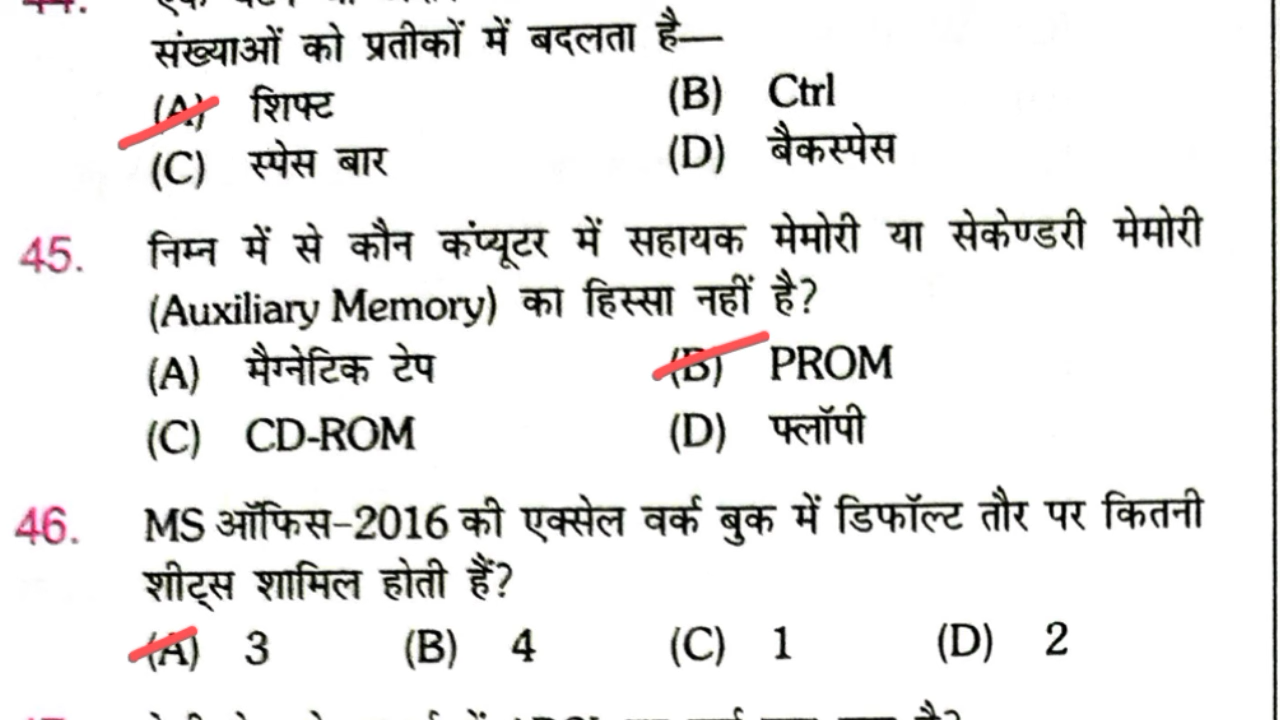 44.
संख्याओं को प्रतीकों में बदलता है—
(A) शिफ्ट (B) Ctrl
(C) स्पेस बार (D) बैकस्पेस
45. निम्न में से कौन कंप्यूटर में सहायक मेमोरी या सेकेण्डरी मेमोरी
(Auxiliary Memory) का हिस्सा नहीं है?
(A) मैग्नेटिक टेप (B) PROM
(C) CD-ROM (D) फ्लॉपी
46. MS ऑफिस-2016 की एक्सेल वर्क बुक में डिफॉल्ट तौर पर कितनी
शीट्स शामिल होती हैं?
(A) 3 (B) 4 (C) 1 (D) 2